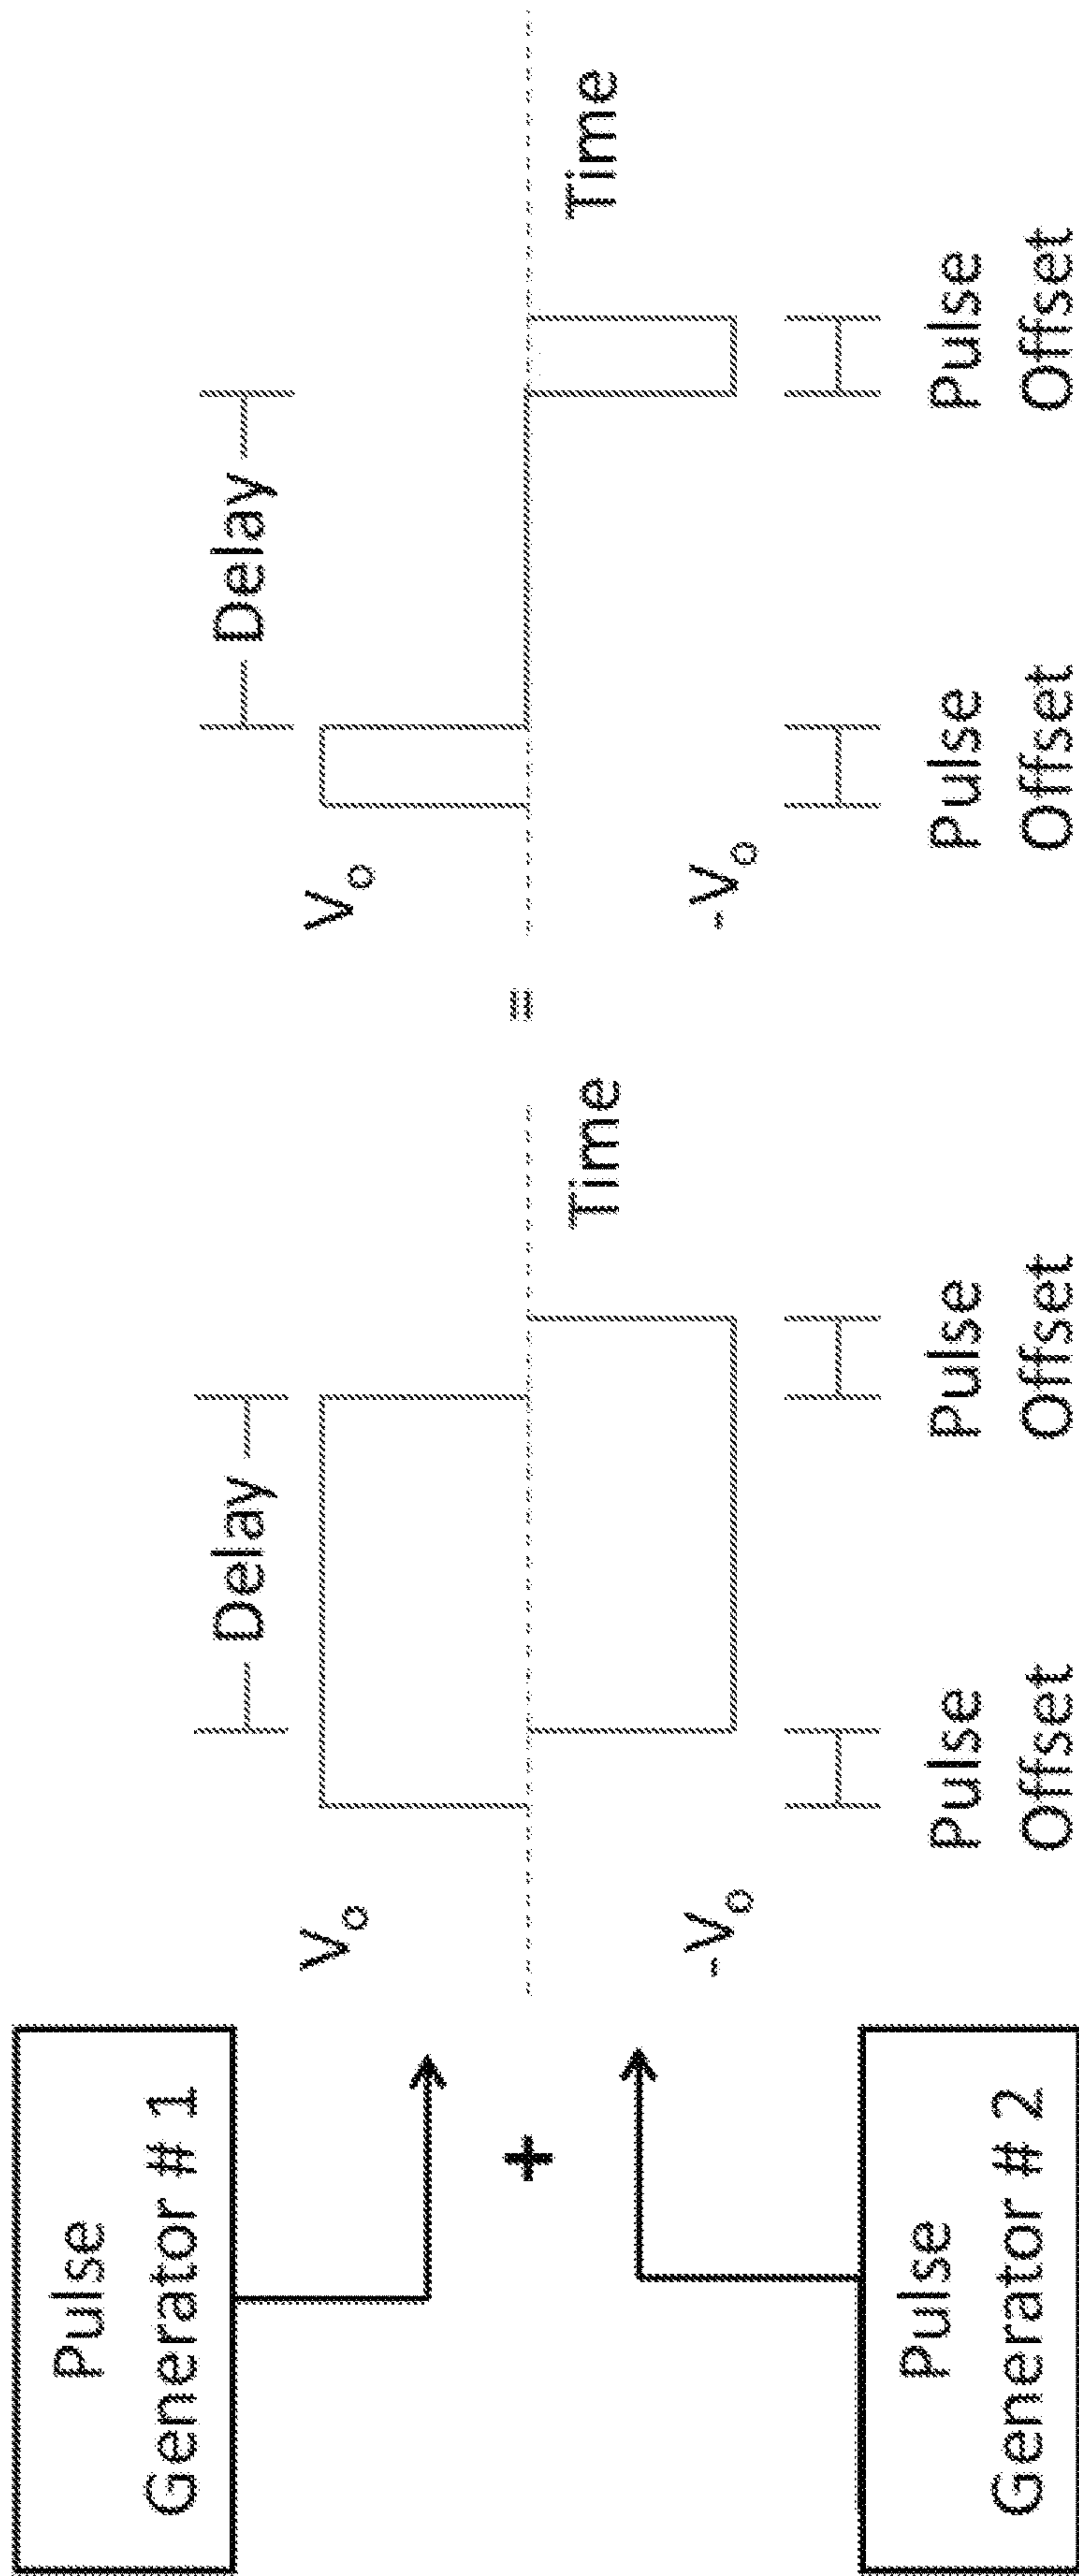 Pulse
Generator # 1
+
Pulse
Generator # 2
Delay
Vo
Time
-Vo
Pulse
Offset
Pulse
Offset
=
Delay
Vo
Time
-Vo
Pulse
Offset
Pulse
Offset